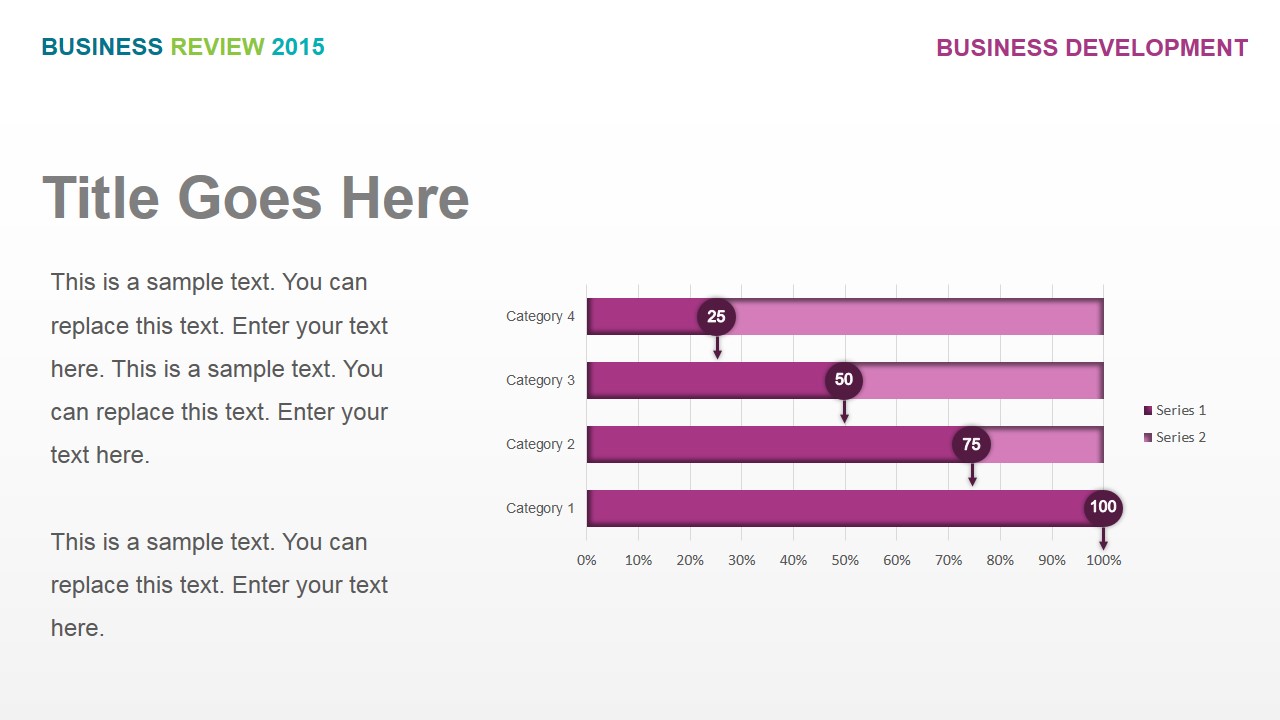 BUSINESS REVIEW 2015
BUSINESS DEVELOPMENT
Title Goes Here
This is a sample text. You can
replace this text. Enter your text
here. This is a sample text. You
can replace this text. Enter your
text here.
This is a sample text. You can
replace this text. Enter your text
here.
Category 4
25
Category 3
50
Category 2
75
Category 1
100
0% 10% 20% 30% 40% 50% 60% 70% 80% 90% 100%
Series 1
Series 2